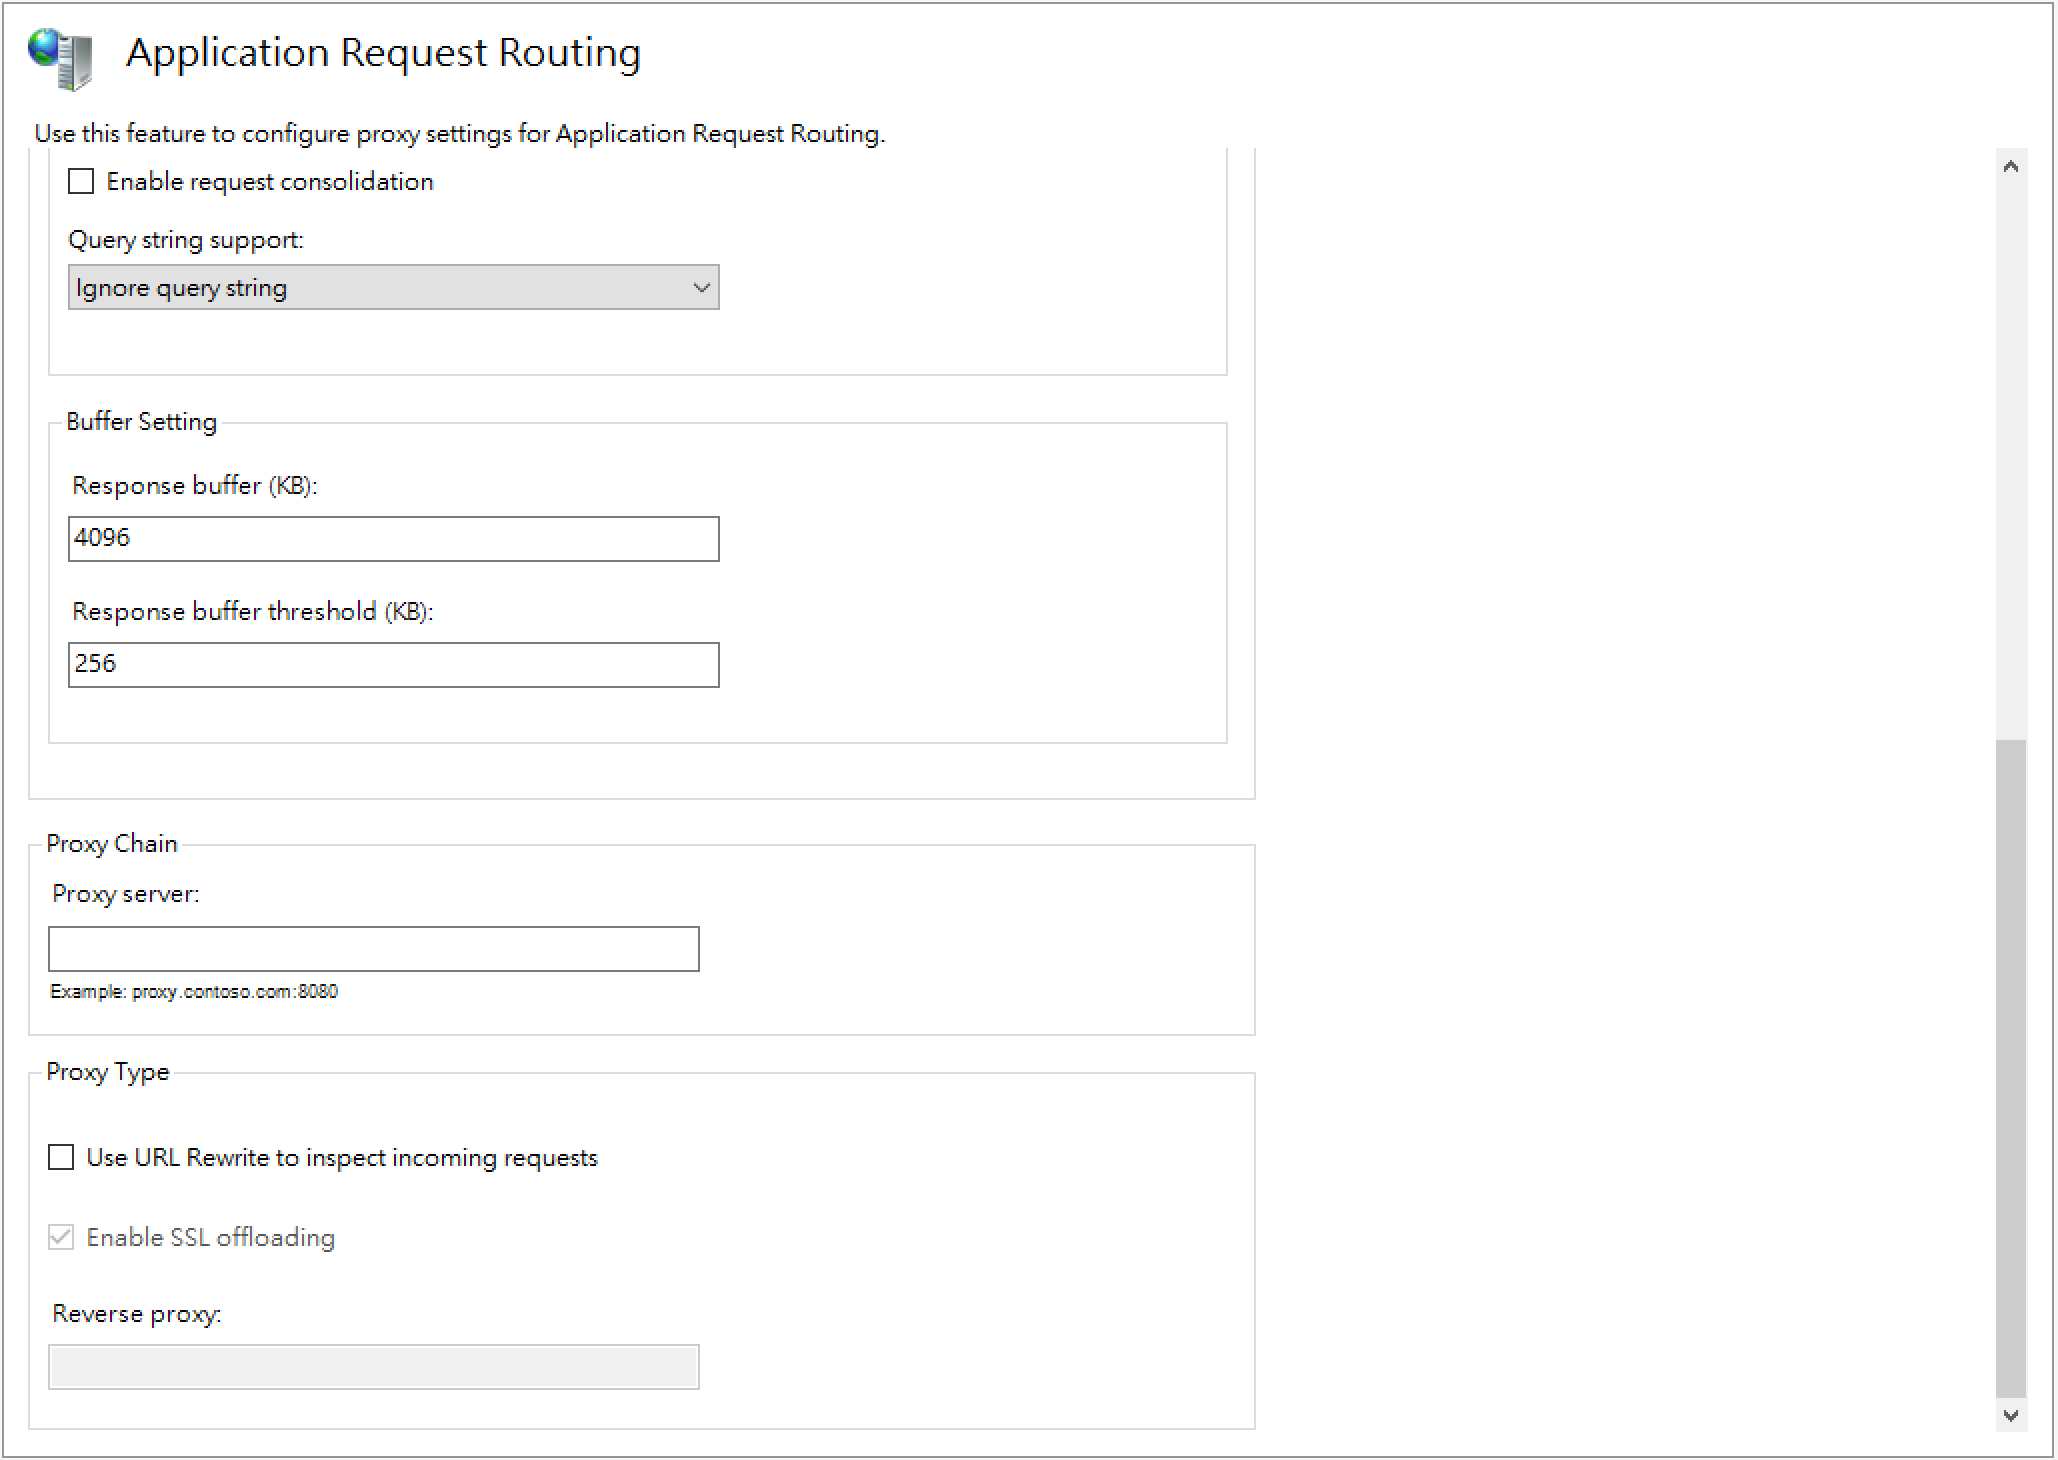 Application Request Routing
Use this feature to configure proxy settings for Application Request Routing.
Enable request consolidation
Query string support:
Ignore query string
Buffer Setting
Response buffer (KB):
4096
Response buffer threshold (KB):
256
Proxy Chain
Proxy server:
Example: proxy.contoso.com:8080
Proxy Type
Use URL Rewrite to inspect incoming requests
Enable SSL offloading
Reverse proxy: